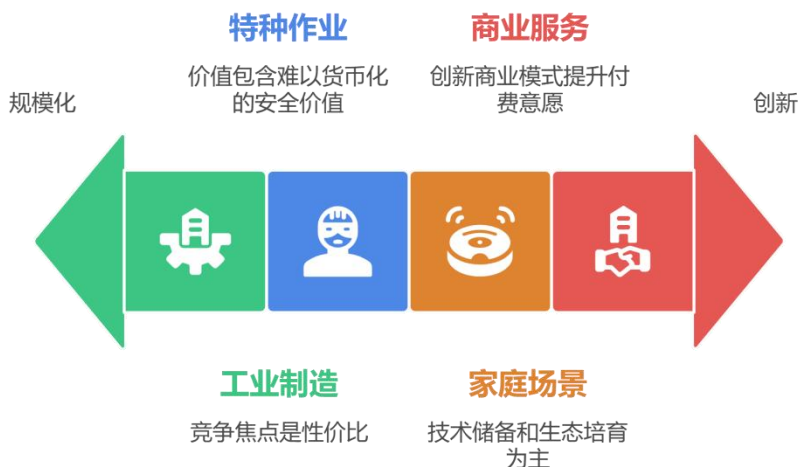 特种作业
商业服务
价值包含难以货币化
的安全价值
创新商业模式提升付
费意愿
规模化
创新
工业制造
家庭场景
竞争焦点是性价比
技术储备和生态培育
为主